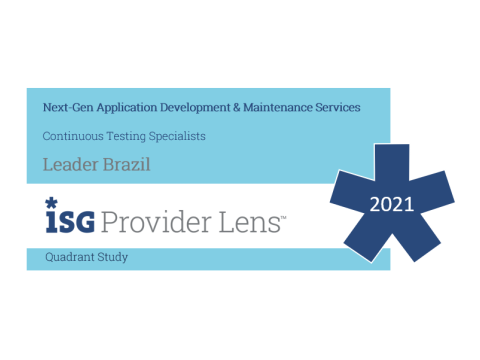 Next-Gen Application Development & Maintenance Services
Continuous Testing Specialists
Leader Brazil
2021
ISG Provider Lens™
Quadrant Study